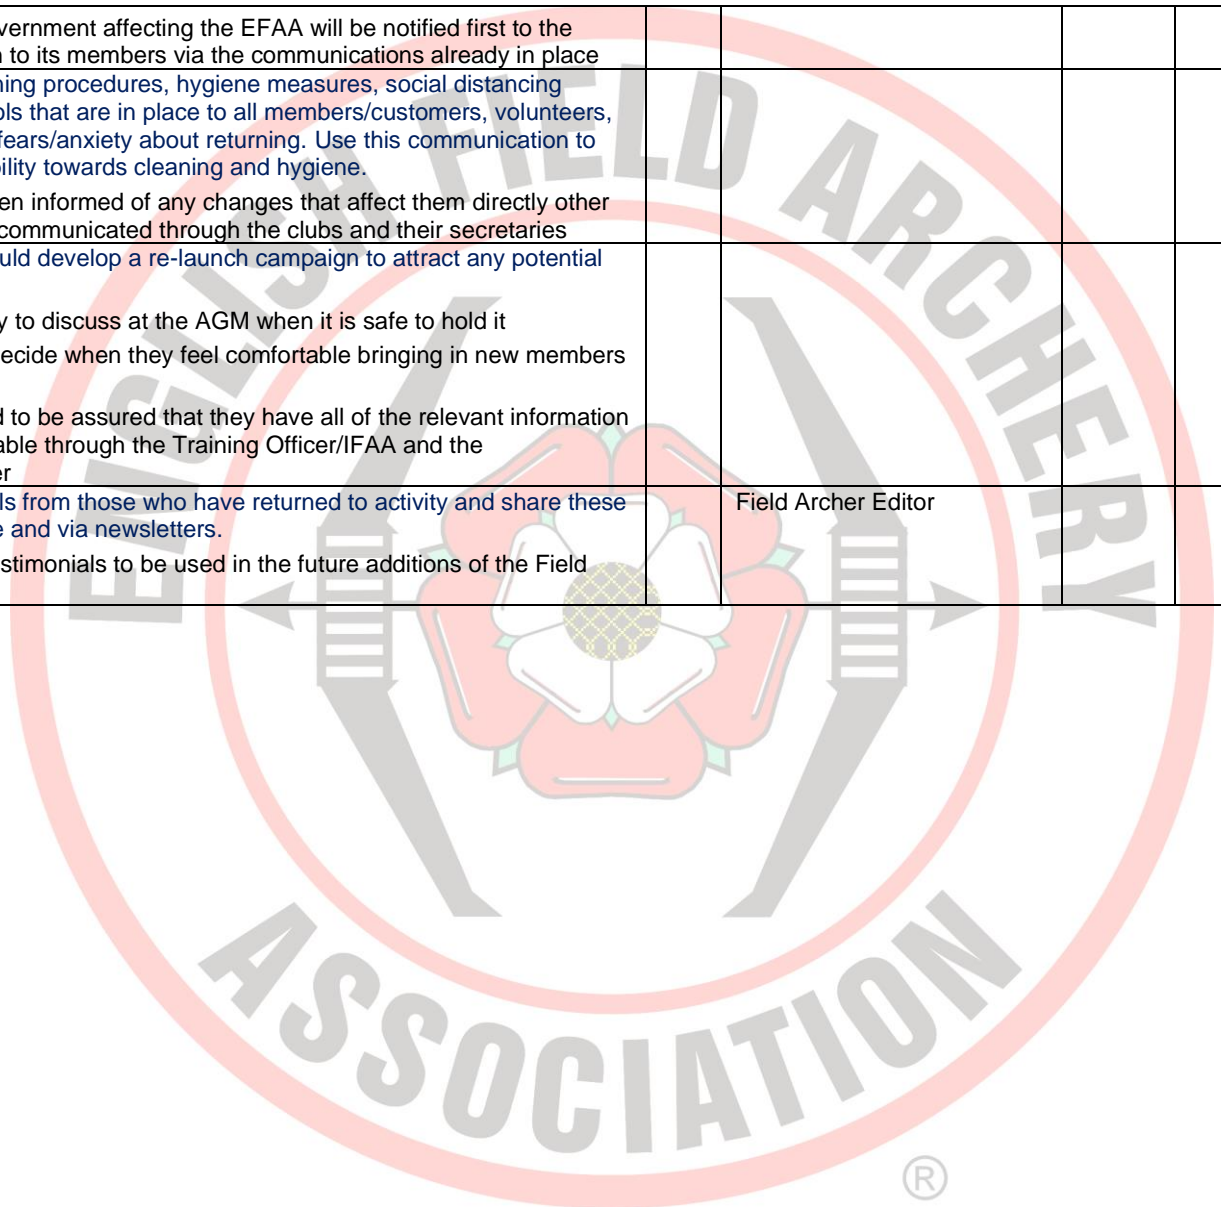 vernment affecting the EFAA will be notified first to the
to its members via the communications already in place
ning procedures, hygiene measures, social distancing
ols that are in place to all members/customers, volunteers,
fears/anxiety about returning. Use this communication to
bility towards cleaning and hygiene.
en informed of any changes that affect them directly other
communicated through the clubs and their secretaries
uld develop a re-launch campaign to attract any potential
y to discuss at the AGM when it is safe to hold it
ecide when they feel comfortable bringing in new members
d to be assured that they have all of the relevant information
able through the Training Officer/IFAA and the
er
ls from those who have returned to activity and share these
e and via newsletters.
Field Archer Editor
stimonials to be used in the future additions of the Field
ENGLISH FIELD ARCHERY
ASSOCIATION
®